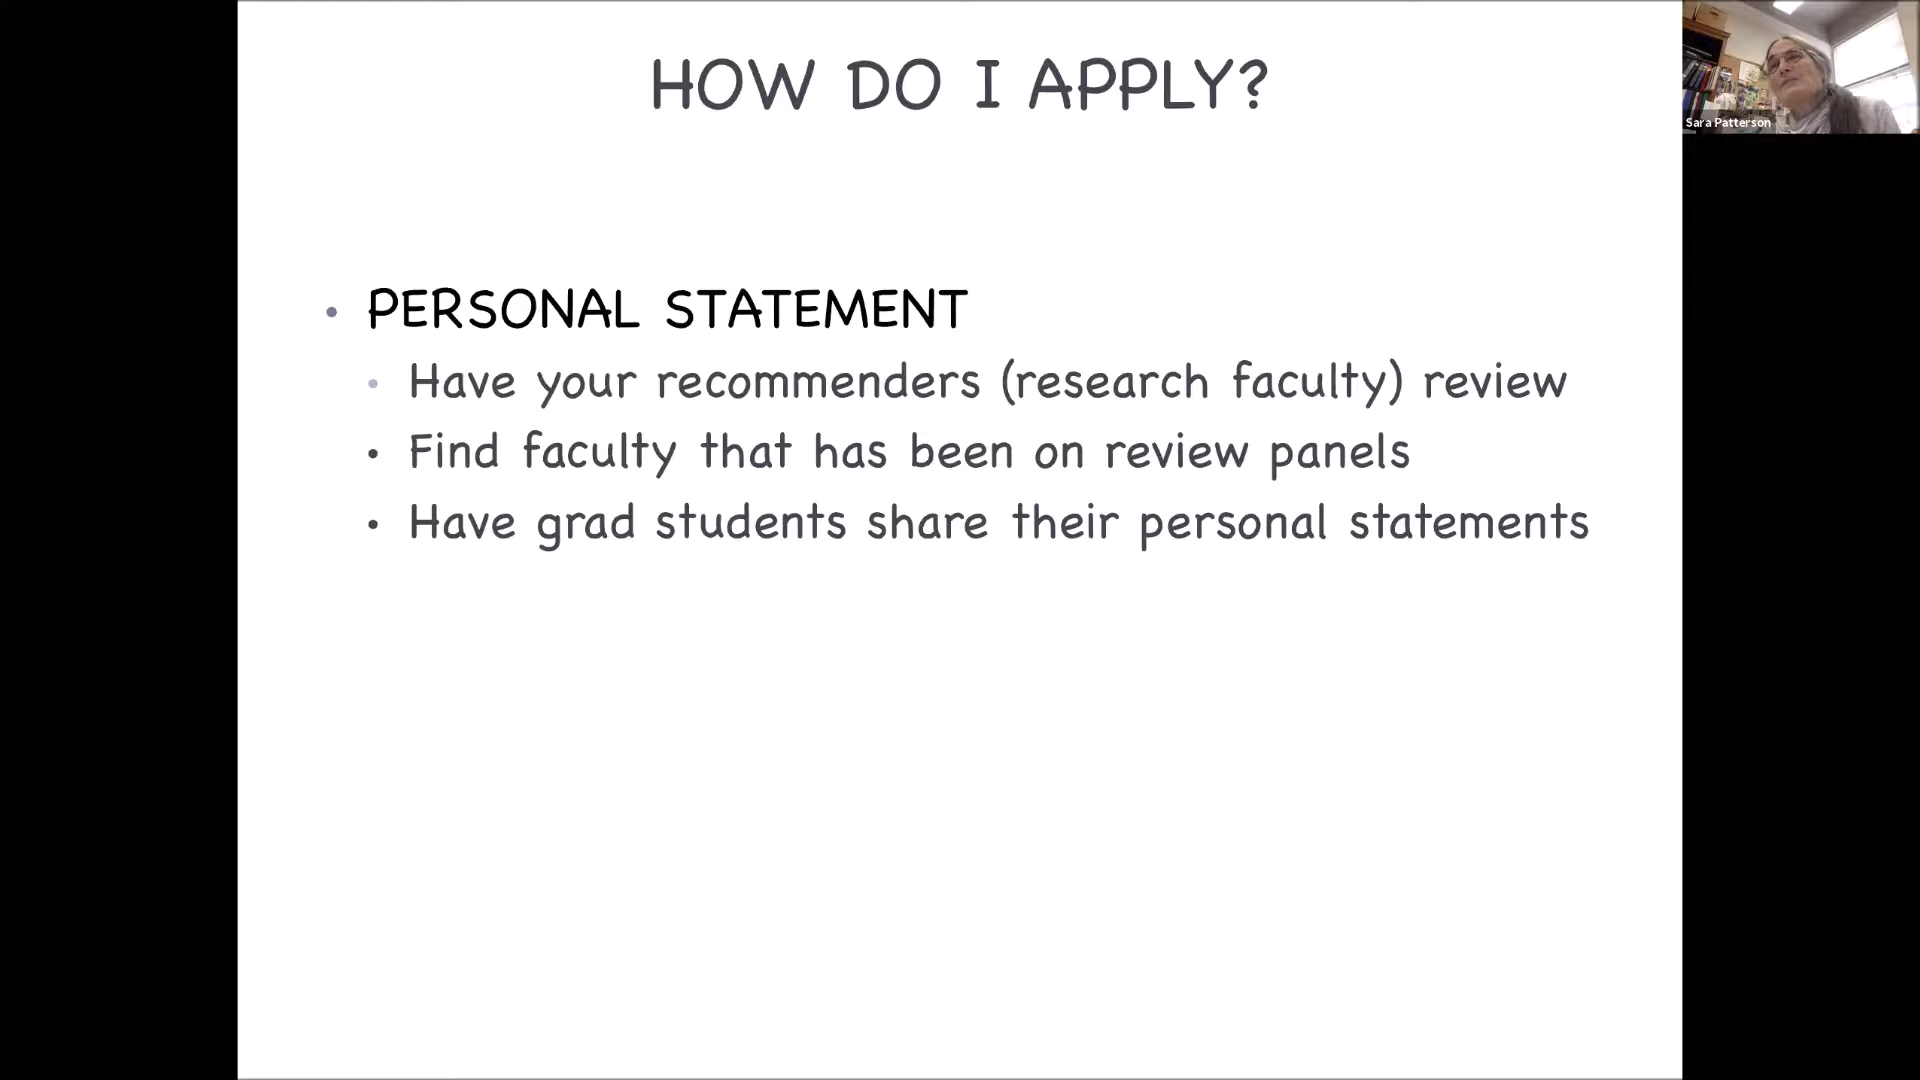 HOW DO I APPLY?
Sara Patterson
• PERSONAL STATEMENT
• Have your recommenders (research faculty) review
• Find faculty that has been on review panels
• Have grad students share their personal statements